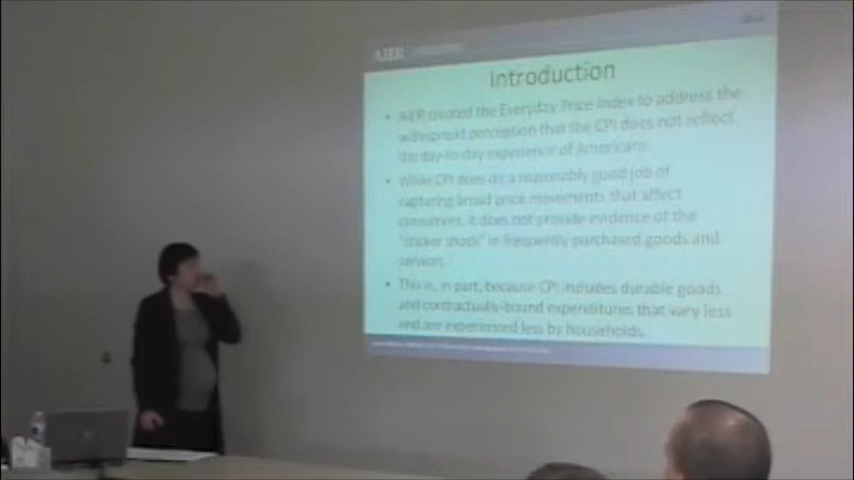 AIER
Introduction
• AIER created the Everyday Price Index to address the
widespread perception that the CPI does not reflect
the day-to-day experience of Americans.
• While CPI does do a reasonably good job of
capturing broad price movements that affect
consumers, it does not provide evidence of the
"sticker shock" in frequently purchased goods and
services.
• This is, in part, because CPI includes durable goods
and contractually-bound expenditures that vary less
and are experienced less by households.